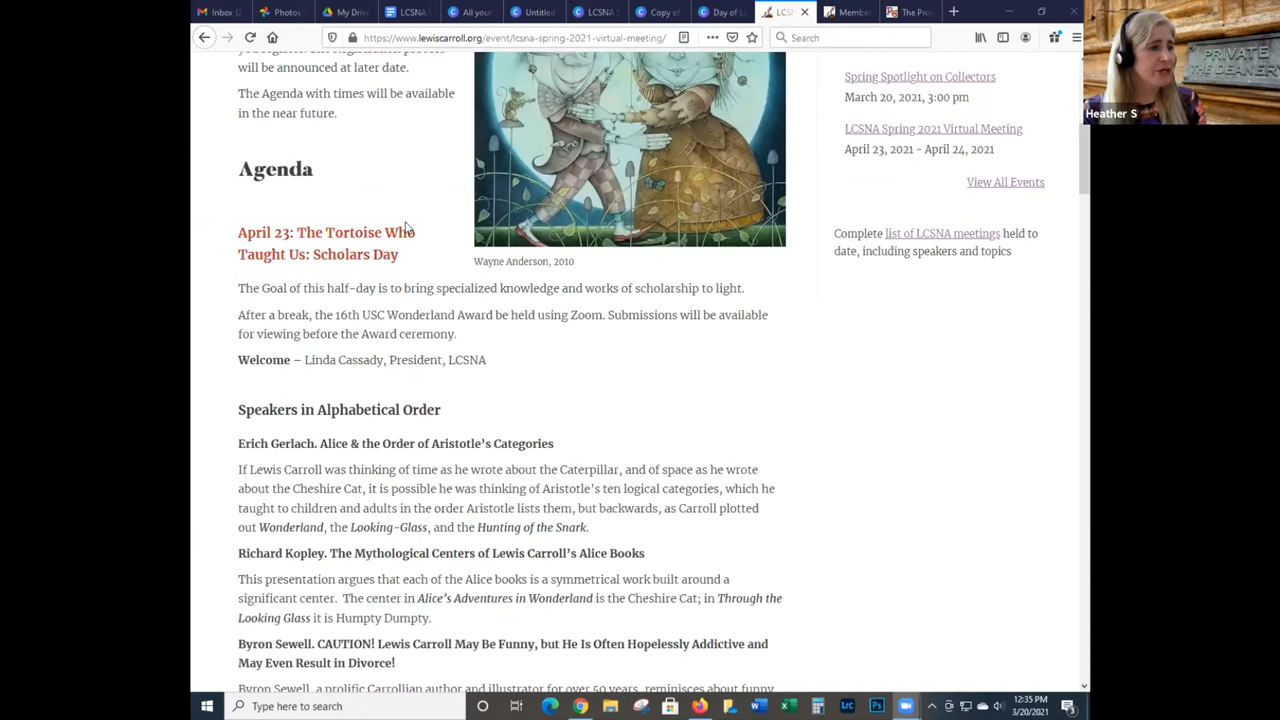 Inbox (2
Photos
My Driv
LCSNA
All your
Untitled
LCSNA S
Copy of
Day of L
LCS
Member
The Pro
https://www.lewiscarroll.org/event/lcsna-spring-2021-virtual-meeting/
Search
will be announced at later date.
The Agenda with times will be available
in the near future.
Agenda
April 23: The Tortoise Who
Taught Us: Scholars Day
Wayne Anderson, 2010
The Goal of this half-day is to bring specialized knowledge and works of scholarship to light.
After a break, the 16th USC Wonderland Award be held using Zoom. Submissions will be available
for viewing before the Award ceremony.
Welcome – Linda Cassady, President, LCSNA
Speakers in Alphabetical Order
Erich Gerlach. Alice & the Order of Aristotle's Categories
If Lewis Carroll was thinking of time as he wrote about the Caterpillar, and of space as he wrote
about the Cheshire Cat, it is possible he was thinking of Aristotle's ten logical categories, which he
taught to children and adults in the order Aristotle lists them, but backwards, as Carroll plotted
out Wonderland, the Looking-Glass, and the Hunting of the Snark.
Richard Kopley. The Mythological Centers of Lewis Carroll's Alice Books
This presentation argues that each of the Alice books is a symmetrical work built around a
significant center. The center in Alice's Adventures in Wonderland is the Cheshire Cat; in Through the
Looking Glass it is Humpty Dumpty.
Byron Sewell. CAUTION! Lewis Carroll May Be Funny, but He Is Often Hopelessly Addictive and
May Even Result in Divorce!
Byron Sewell, a prolific Carrollian author and illustrator for over 50 years, reminisces about funny
Spring Spotlight on Collectors
March 20, 2021, 3:00 pm
LCSNA Spring 2021 Virtual Meeting
April 23, 2021 - April 24, 2021
View All Events
Complete list of LCSNA meetings held to
date, including speakers and topics
PRIVATE
THE DEANERY
Heather S
Type here to search
Lrc
Ps
12:35 PM
3/20/2021
3